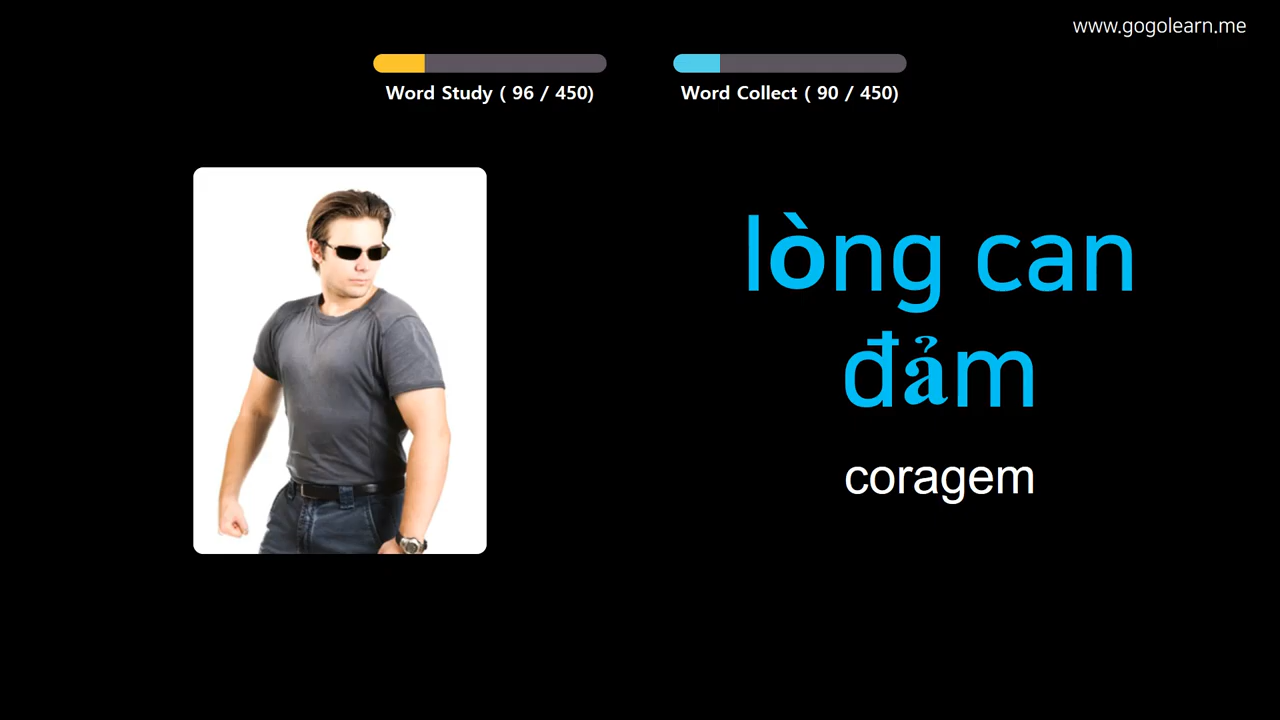 www.gogolearn.me
Word Study ( 96 / 450)
Word Collect ( 90 / 450)
lòng can
đảm
coragem